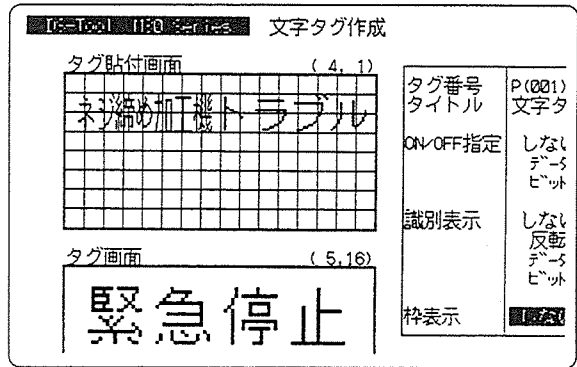 文字タグ作成
タグ貼付画面 ( 4, 1)
ネジ締め加工機トラブル
タグ画面 ( 5,16)
緊急停止
タグ番号 P(001)
タイトル 文字タ
ON/OFF指定 しない
データ
ビット
識別表示 しない
反転
データ
ビット
枠表示 しない